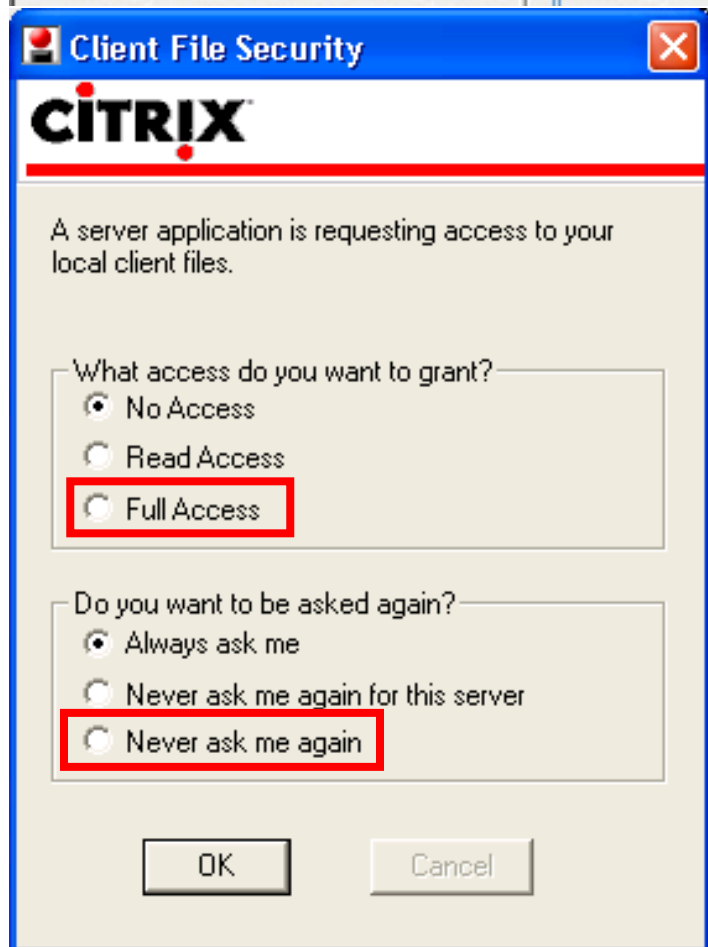 Client File Security
CİTRỊX
A server application is requesting access to your
local client files.
What access do you want to grant?
No Access
Read Access
Full Access
Do you want to be asked again?
Always ask me
Never ask me again for this server
Never ask me again
OK
Cancel